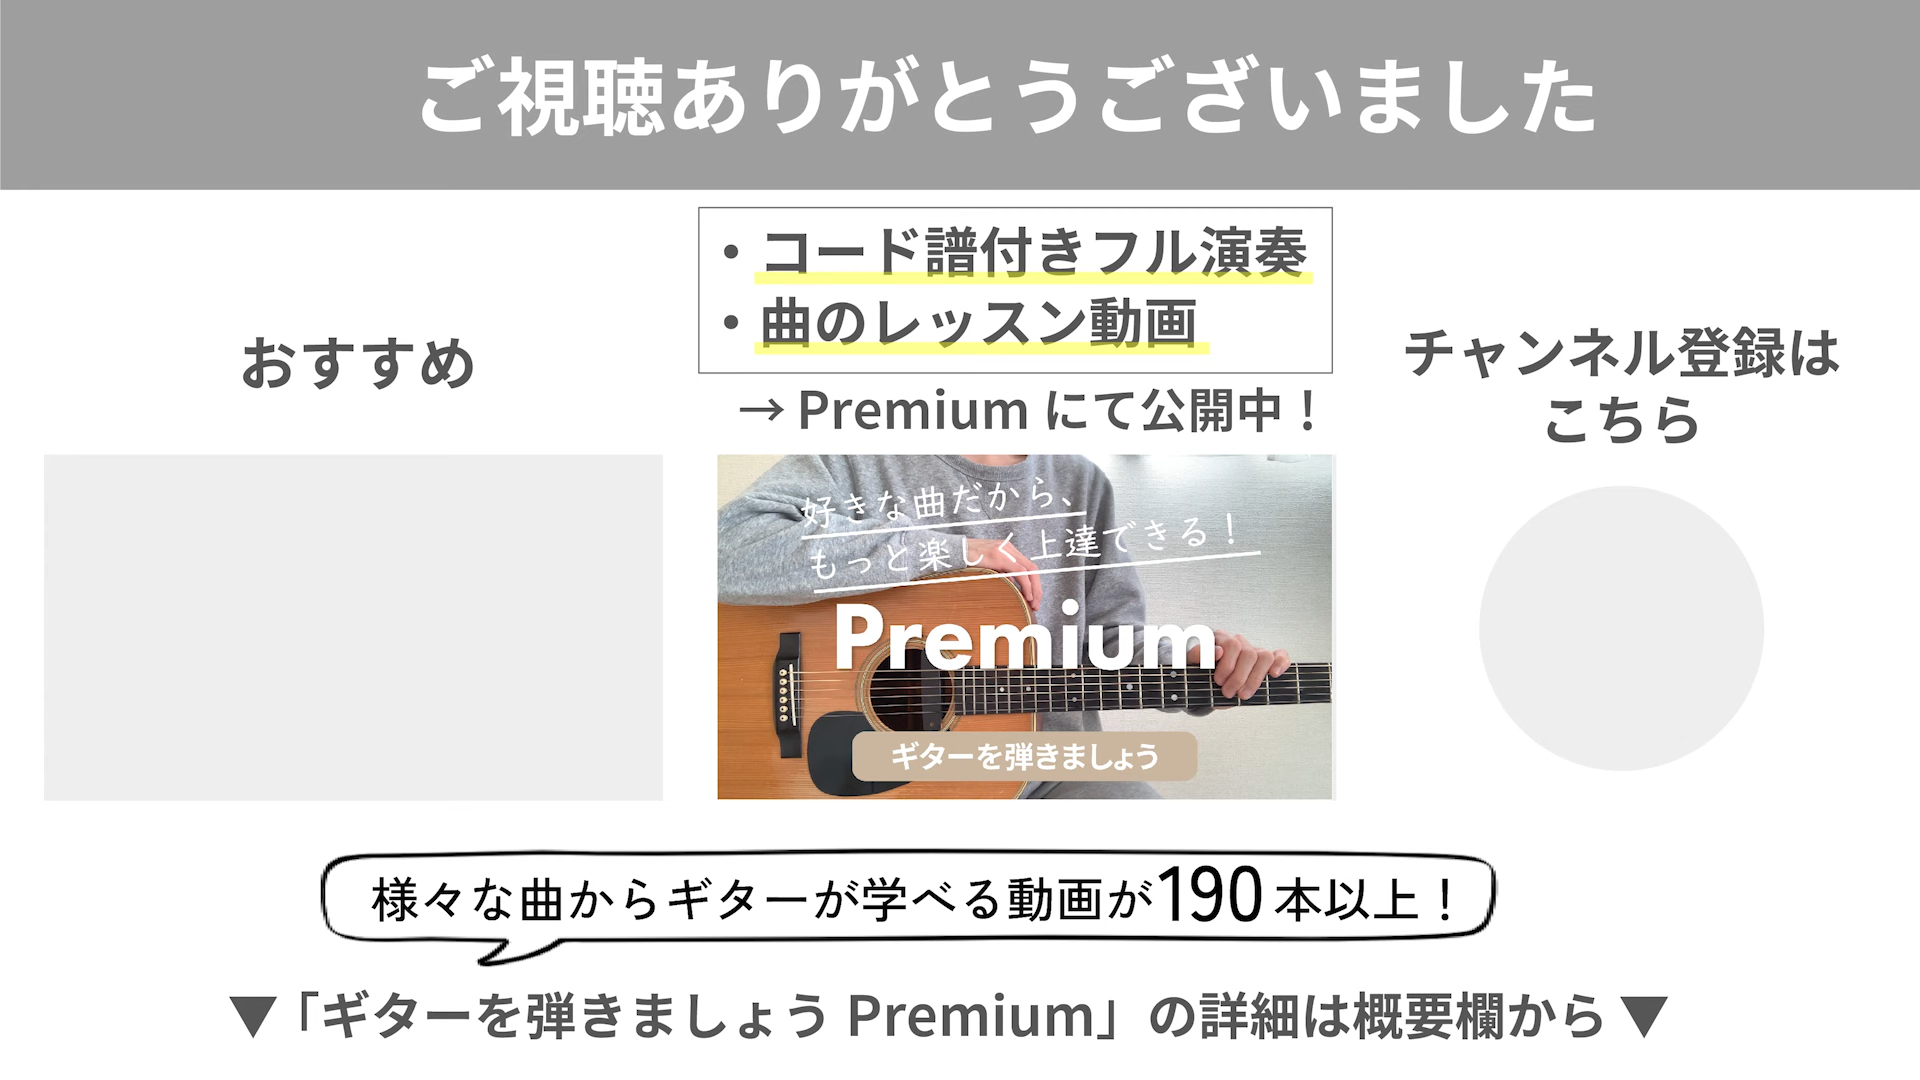 ご視聴ありがとうございました
・コード譜付きフル演奏
・曲のレッスン動画
→ Premium にて公開中！
おすすめ
チャンネル登録は
こちら
好きな曲だから、
もっと楽しく上達できる！
Premium
ギターを弾きましょう
様々な曲からギターが学べる動画が190本以上！
▼「ギターを弾きましょう Premium」の詳細は概要欄から▼